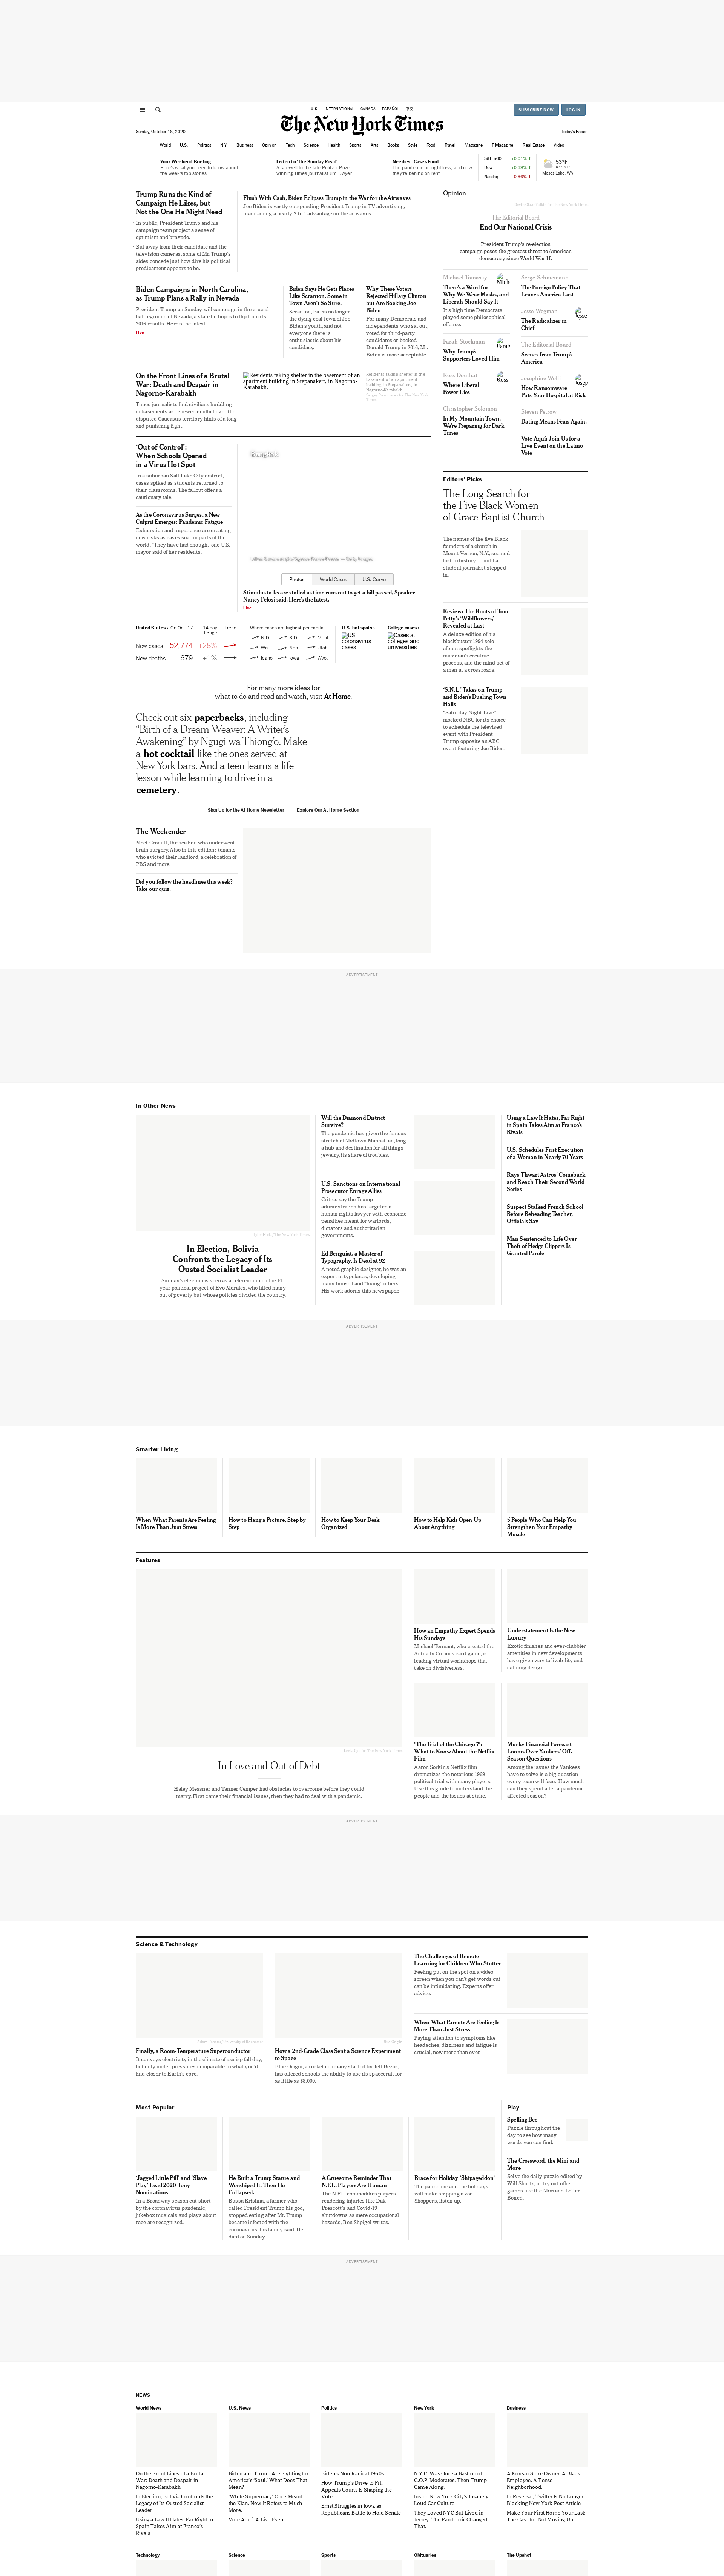 U.S.
INTERNATIONAL
CANADA
ESPAÑOL
中文
SUBSCRIBE NOW
LOG IN
The New York Times
Sunday, October 18, 2020
Today's Paper
World
U.S.
Politics
N.Y.
Business
Opinion
Tech
Science
Health
Sports
Arts
Books
Style
Food
Travel
Magazine
T Magazine
Real Estate
Video
Your Weekend Briefing
Here's what you need to know about
the week's top stories.
Listen to 'The Sunday Read'
A farewell to the late Pulitzer Prize-
winning Times journalist Jim Dwyer.
Neediest Cases Fund
The pandemic brought loss, and now
they're behind on rent.
S&P 500 +0.01% ↑
Dow +0.39% ↑
Nasdaq -0.36% ↓
53°F
Moses Lake, WA
Trump Runs the Kind of
Campaign He Likes, but
Not the One He Might Need
• In public, President Trump and his
campaign team project a sense of
optimism and bravado.
• But away from their candidate and the
television cameras, some of Mr. Trump's
aides concede just how dire his political
predicament appears to be.
Flush With Cash, Biden Eclipses Trump in the War for the Airwaves
Joe Biden is vastly outspending President Trump in TV advertising,
maintaining a nearly 2-to-1 advantage on the airwaves.
Biden Campaigns in North Carolina,
as Trump Plans a Rally in Nevada
President Trump on Sunday will campaign in the crucial
battleground of Nevada, a state he hopes to flip from its
2016 results. Here's the latest.
Live
Biden Says He Gets Places
Like Scranton. Some in
Town Aren't So Sure.
Scranton, Pa., is no longer
the dying coal town of Joe
Biden's youth, and not
everyone there is
enthusiastic about his
candidacy.
Why These Voters
Rejected Hillary Clinton
but Are Backing Joe
Biden
For many Democrats and
independents who sat out,
voted for third-party
candidates or backed
Donald Trump in 2016, Mr.
Biden is more acceptable.
On the Front Lines of a Brutal
War: Death and Despair in
Nagorno-Karabakh
Times journalists find civilians huddling
in basements as renewed conflict over the
disputed Caucasus territory shows hints of a long
and punishing fight.
Residents taking shelter in the basement of an
apartment building in Stepanakert, in Nagorno-
Karabakh.
Residents taking shelter in the
basement of an apartment
building in Stepanakert, in
Nagorno-Karabakh.
'Out of Control':
When Schools Opened
in a Virus Hot Spot
In a suburban Salt Lake City district,
cases spiked as students returned to
their classrooms. The fallout offers a
cautionary tale.
As the Coronavirus Surges, a New
Culprit Emerges: Pandemic Fatigue
Exhaustion and impatience are creating
new risks as cases soar in parts of the
world. "They have had enough," one U.S.
mayor said of her residents.
Bangkok
Lillian Suwanrumpha/Agence France-Presse — Getty Images
Photos
World Cases
U.S. Curve
Stimulus talks are stalled as time runs out to get a bill passed, Speaker
Nancy Pelosi said. Here's the latest.
Live
United States › On Oct. 17
14-day
change
Trend
New cases 52,774 +28%
New deaths 679 +1%
Where cases are highest per capita
N.D.
S.D.
Mont.
Wis.
Neb.
Utah
Idaho
Iowa
Wyo.
U.S. hot spots ›
US
coronavirus
cases
College cases ›
Cases at
colleges and
universities
For many more ideas for
what to do and read and watch, visit At Home.
Check out six paperbacks, including
"Birth of a Dream Weaver: A Writer's
Awakening" by Ngugi wa Thiong'o. Make
a hot cocktail like the ones served at
New York bars. And a teen learns a life
lesson while learning to drive in a
cemetery.
Sign Up for the At Home Newsletter
Explore Our At Home Section
The Weekender
Meet Cronutt, the sea lion who underwent
brain surgery. Also in this edition: tenants
who evicted their landlord, a celebration of
PBS and more.
Did you follow the headlines this week?
Take our quiz.
Opinion
The Editorial Board
End Our National Crisis
President Trump's re-election
campaign poses the greatest threat to American
democracy since World War II.
Michael Tomasky
There's a Word for
Why We Wear Masks, and
Liberals Should Say It
It's high time Democrats
played some philosophical
offense.
Mich
Farah Stockman
Why Trump's
Supporters Loved Him
Farah
Ross Douthat
Where Liberal
Power Lies
Ross
Christopher Solomon
In My Mountain Town,
We're Preparing for Dark
Times
Serge Schmemann
The Foreign Policy That
Leaves America Last
Jesse Wegman
The Radicalizer in
Chief
Jesse
The Editorial Board
Scenes from Trump's
America
Josephine Wolff
How Ransomware
Puts Your Hospital at Risk
Josep
Steven Petrow
Dating Means Fear. Again.
Vote Aquí: Join Us for a
Live Event on the Latino
Vote
Editors' Picks
The Long Search for
the Five Black Women
of Grace Baptist Church
The names of the five Black
founders of a church in
Mount Vernon, N.Y., seemed
lost to history — until a
student journalist stepped
in.
Review: The Roots of Tom
Petty's 'Wildflowers,'
Revealed at Last
A deluxe edition of his
blockbuster 1994 solo
album spotlights the
musician's creative
process, and the mind-set of
a man at a crossroads.
'S.N.L.' Takes on Trump
and Biden's Dueling Town
Halls
"Saturday Night Live"
mocked NBC for its choice
to schedule the televised
event with President
Trump opposite an ABC
event featuring Joe Biden.
ADVERTISEMENT
In Other News
In Election, Bolivia
Confronts the Legacy of Its
Ousted Socialist Leader
Sunday's election is seen as a referendum on the 14-
year political project of Evo Morales, who lifted many
out of poverty but whose policies divided the country.
Will the Diamond District
Survive?
The pandemic has given the famous
stretch of Midtown Manhattan, long
a hub and destination for all things
jewelry, its share of troubles.
U.S. Sanctions on International
Prosecutor Enrage Allies
Critics say the Trump
administration has targeted a
human rights lawyer with economic
penalties meant for warlords,
dictators and authoritarian
governments.
Ed Benguiat, a Master of
Typography, Is Dead at 92
A noted graphic designer, he was an
expert in typefaces, developing
many himself and "fixing" others.
His work adorns this newspaper.
Using a Law It Hates, Far Right
in Spain Takes Aim at Franco's
Rivals
U.S. Schedules First Execution
of a Woman in Nearly 70 Years
Rays Thwart Astros' Comeback
and Reach Their Second World
Series
Suspect Stalked French School
Before Beheading Teacher,
Officials Say
Man Sentenced to Life Over
Theft of Hedge Clippers Is
Granted Parole
ADVERTISEMENT
Smarter Living
When What Parents Are Feeling
Is More Than Just Stress
How to Hang a Picture, Step by
Step
How to Keep Your Desk
Organized
How to Help Kids Open Up
About Anything
5 People Who Can Help You
Strengthen Your Empathy
Muscle
Features
In Love and Out of Debt
Haley Messner and Tanner Cemper had obstacles to overcome before they could
marry. First came their financial issues, then they had to deal with a pandemic.
How an Empathy Expert Spends
His Sundays
Michael Tennant, who created the
Actually Curious card game, is
leading virtual workshops that
take on divisiveness.
Understatement Is the New
Luxury
Exotic finishes and over-clubbier
amenities in new developments
have given way to livability and
calming design.
'The Trial of the Chicago 7':
What to Know About the Netflix
Film
Aaron Sorkin's Netflix film
dramatizes the notorious 1969
political trial with many players.
Use this guide to understand the
people and the issues at stake.
Murky Financial Forecast
Looms Over Yankees' Off-
Season Questions
Among the issues the Yankees
have to solve is a big question
every team will face: How much
can they spend after a pandemic-
affected season?
ADVERTISEMENT
Science & Technology
Finally, a Room-Temperature Superconductor
It conveys electricity in the climate of a crisp fall day,
but only under pressures comparable to what you'd
find closer to Earth's core.
Blue Origin
How a 2nd-Grade Class Sent a Science Experiment
to Space
Blue Origin, a rocket company started by Jeff Bezos,
has offered schools the ability to use its spacecraft for
as little as $8,000.
The Challenges of Remote
Learning for Children Who Stutter
Feeling put on the spot on a video
screen when you can't get words out
can be intimidating. Experts offer
advice.
When What Parents Are Feeling Is
More Than Just Stress
Paying attention to symptoms like
headaches, dizziness and fatigue is
crucial, now more than ever.
Most Popular
'Jagged Little Pill' and 'Slave
Play' Lead 2020 Tony
Nominations
In a Broadway season cut short
by the coronavirus pandemic,
jukebox musicals and plays about
race are recognized.
He Built a Trump Statue and
Worshiped It. Then He
Collapsed.
Bussa Krishna, a farmer who
called President Trump his god,
stopped eating after Mr. Trump
became infected with the
coronavirus, his family said. He
died on Sunday.
A Gruesome Reminder That
N.F.L. Players Are Human
The N.F.L. commodifies players,
rendering injuries like Dak
Prescott's and Covid-19
shutdowns as mere occupational
hazards, Ben Shpigel writes.
Brace for Holiday 'Shipageddon'
The pandemic and the holidays
will make shipping a zoo.
Shoppers, listen up.
Play
Spelling Bee
Puzzle throughout the
day to see how many
words you can find.
The Crossword, the Mini and
More
Solve the daily puzzle edited by
Will Shortz, or try out other
games like the Mini and Letter
Boxed.
ADVERTISEMENT
NEWS
World News
On the Front Lines of a Brutal
War: Death and Despair in
Nagorno-Karabakh
In Election, Bolivia Confronts the
Legacy of Its Ousted Socialist
Leader
Using a Law It Hates, Far Right in
Spain Takes Aim at Franco's
Rivals
U.S. News
Biden and Trump Are Fighting for
America's 'Soul.' What Does That
Mean?
'White Supremacy' Once Meant
the Klan. Now It Refers to Much
More.
Vote Aquí: A Live Event
Politics
Biden's Non-Radical 1960s
How Trump's Drive to Fill
Appeals Courts Is Shaping the
Vote
Ernst Struggles in Iowa as
Republicans Battle to Hold Senate
New York
N.Y.C. Was Once a Bastion of
G.O.P. Moderates. Then Trump
Came Along.
Inside New York City's Insanely
Loud Car Culture
They Loved NYC But Lived in
Jersey. The Pandemic Changed
That.
Business
A Korean Store Owner. A Black
Employee. A Tense
Neighborhood.
In Reversal, Twitter Is No Longer
Blocking New York Post Article
Make Your First Home Your Last:
The Case for Not Moving Up
Technology
Science
Sports
Obituaries
The Upshot